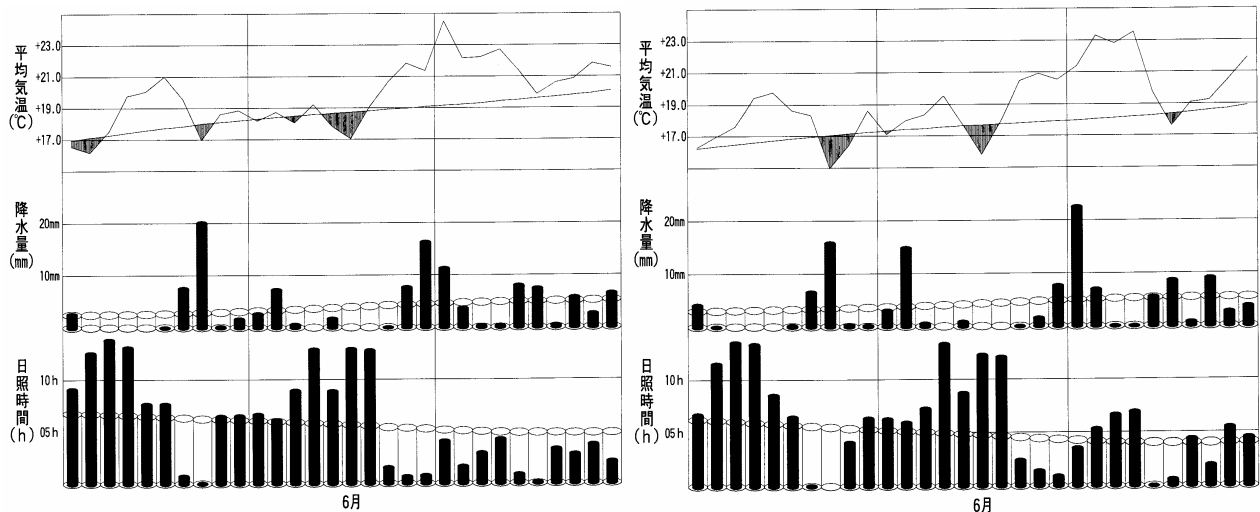 平均気温(℃)
+23.0
+21.0
+19.0
+17.0
降水量(mm)
20mm
10mm
日照時間(h)
10h
05h
6月
平均気温(℃)
+23.0
+21.0
+19.0
+17.0
降水量(mm)
20mm
10mm
日照時間(h)
10h
05h
6月